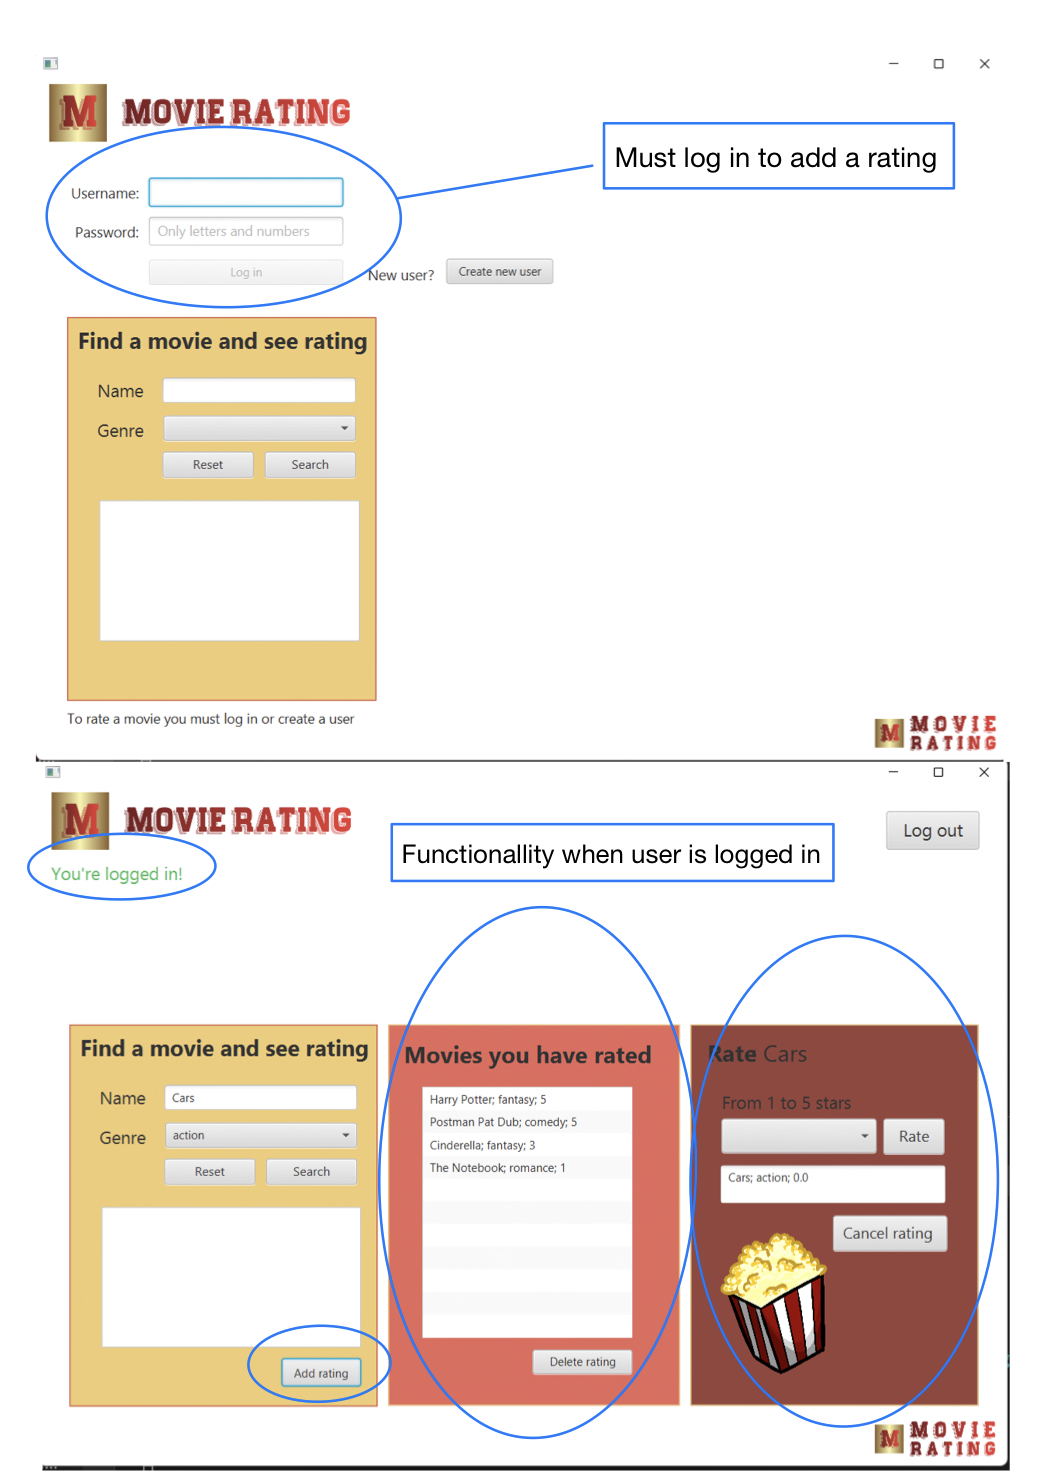 M MOVIE RATING
Must log in to add a rating
Username:
Password: Only letters and numbers
Log in
New user? Create new user
Find a movie and see rating
Name
Genre
Reset Search
To rate a movie you must log in or create a user
M MOVIE
RATING
M MOVIE RATING
Log out
Functionallity when user is logged in
You're logged in!
Find a movie and see rating
Name Cars
Genre action
Reset Search
Add rating
Movies you have rated
Harry Potter; fantasy; 5
Postman Pat Dub; comedy; 5
Cinderella; fantasy; 3
The Notebook; romance; 1
Delete rating
Rate Cars
From 1 to 5 stars
Rate
Cars; action; 0.0
Cancel rating
M MOVIE
RATING